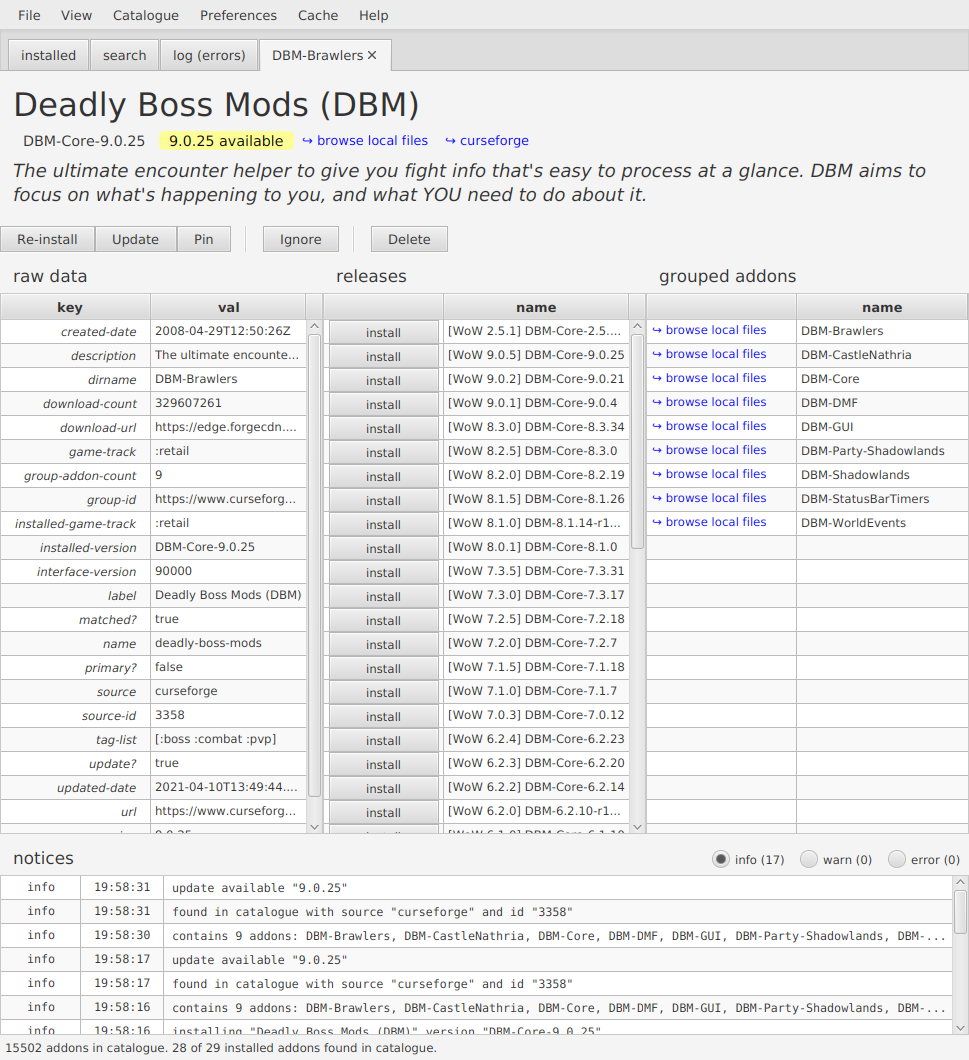 File View Catalogue Preferences Cache Help
installed search log (errors) DBM-Brawlers ✕
Deadly Boss Mods (DBM)
DBM-Core-9.0.25 9.0.25 available ↪ browse local files ↪ curseforge
The ultimate encounter helper to give you fight info that's easy to process at a glance. DBM aims to
focus on what's happening to you, and what YOU need to do about it.
Re-install Update Pin Ignore Delete
raw data releases grouped addons
key val name name
created-date 2008-04-29T12:50:26Z install [WoW 2.5.1] DBM-Core-2.5.... ↪ browse local files DBM-Brawlers
description The ultimate encounte... install [WoW 9.0.5] DBM-Core-9.0.25 ↪ browse local files DBM-CastleNathria
dirname DBM-Brawlers install [WoW 9.0.2] DBM-Core-9.0.21 ↪ browse local files DBM-Core
download-count 329607261 install [WoW 9.0.1] DBM-Core-9.0.4 ↪ browse local files DBM-DMF
download-url https://edge.forgecdn.... install [WoW 8.3.0] DBM-Core-8.3.34 ↪ browse local files DBM-GUI
game-track :retail install [WoW 8.2.5] DBM-Core-8.3.0 ↪ browse local files DBM-Party-Shadowlands
group-addon-count 9 install [WoW 8.2.0] DBM-Core-8.2.19 ↪ browse local files DBM-Shadowlands
group-id https://www.curseforg... install [WoW 8.1.5] DBM-Core-8.1.26 ↪ browse local files DBM-StatusBarTimers
installed-game-track :retail install [WoW 8.1.0] DBM-8.1.14-r1... ↪ browse local files DBM-WorldEvents
installed-version DBM-Core-9.0.25 install [WoW 8.0.1] DBM-Core-8.1.0
interface-version 90000 install [WoW 7.3.5] DBM-Core-7.3.31
label Deadly Boss Mods (DBM) install [WoW 7.3.0] DBM-Core-7.3.17
matched? true install [WoW 7.2.5] DBM-Core-7.2.18
name deadly-boss-mods install [WoW 7.2.0] DBM-Core-7.2.7
primary? false install [WoW 7.1.5] DBM-Core-7.1.18
source curseforge install [WoW 7.1.0] DBM-Core-7.1.7
source-id 3358 install [WoW 7.0.3] DBM-Core-7.0.12
tag-list [:boss :combat :pvp] install [WoW 6.2.4] DBM-Core-6.2.23
update? true install [WoW 6.2.3] DBM-Core-6.2.20
updated-date 2021-04-10T13:49:44.... install [WoW 6.2.2] DBM-Core-6.2.14
url https://www.curseforg... install [WoW 6.2.0] DBM-6.2.10-r1...
notices info (17) warn (0) error (0)
info 19:58:31 update available "9.0.25"
info 19:58:31 found in catalogue with source "curseforge" and id "3358"
info 19:58:30 contains 9 addons: DBM-Brawlers, DBM-CastleNathria, DBM-Core, DBM-DMF, DBM-GUI, DBM-Party-Shadowlands, DBM-...
info 19:58:17 update available "9.0.25"
info 19:58:17 found in catalogue with source "curseforge" and id "3358"
info 19:58:16 contains 9 addons: DBM-Brawlers, DBM-CastleNathria, DBM-Core, DBM-DMF, DBM-GUI, DBM-Party-Shadowlands, DBM-...
info 19:58:16 installing "Deadly Boss Mods (DBM)" version "DBM-Core-9.0.25"
15502 addons in catalogue. 28 of 29 installed addons found in catalogue.